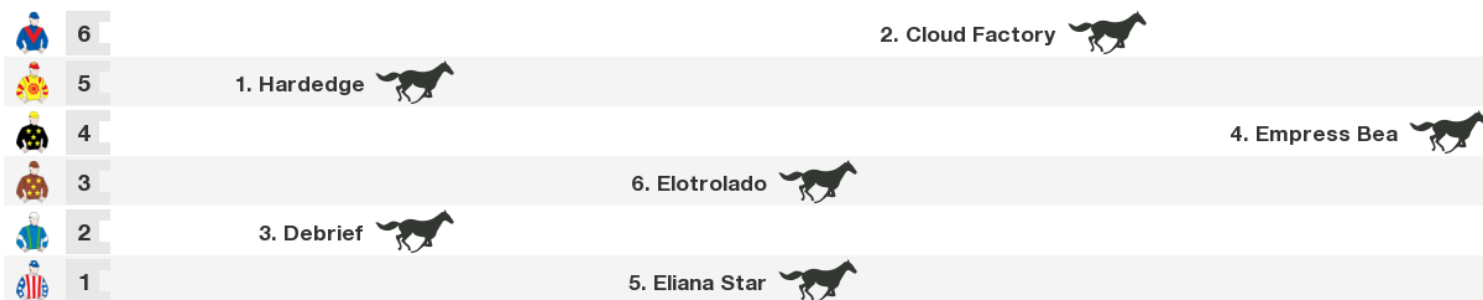 6 2. Cloud Factory
5 1. Hardedge
4 4. Empress Bea
3 6. Elotrolado
2 3. Debrief
1 5. Eliana Star